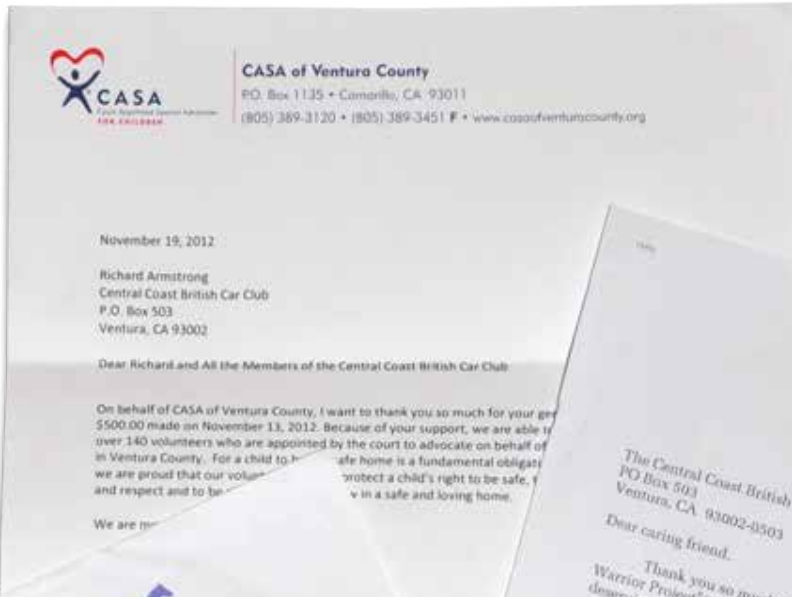 CASA
Court Appointed Special Advocates
FOR CHILDREN
CASA of Ventura County
P.O. Box 1135 • Camarillo, CA 93011
(805) 389-3120 • (805) 389-3451 F • www.casaofventuracounty.org
November 19, 2012
Richard Armstrong
Central Coast British Car Club
P.O. Box 503
Ventura, CA 93002
Dear Richard and All the Members of the Central Coast British Car Club
On behalf of CASA of Ventura County, I want to thank you so much for your
$500.00 made on November 13, 2012. Because of your support, we are able
over 140 volunteers who are appointed by the court to advocate on behalf of
in Ventura County. For a child to safe home is a fundamental
we are proud that our protect a child's right to be safe,
and respect and to be in a safe and loving home.
We are
The Central Coast British
PO Box 503
Ventura, CA 93002-0503
Dear caring friend,
Thank you so
Warrior Project